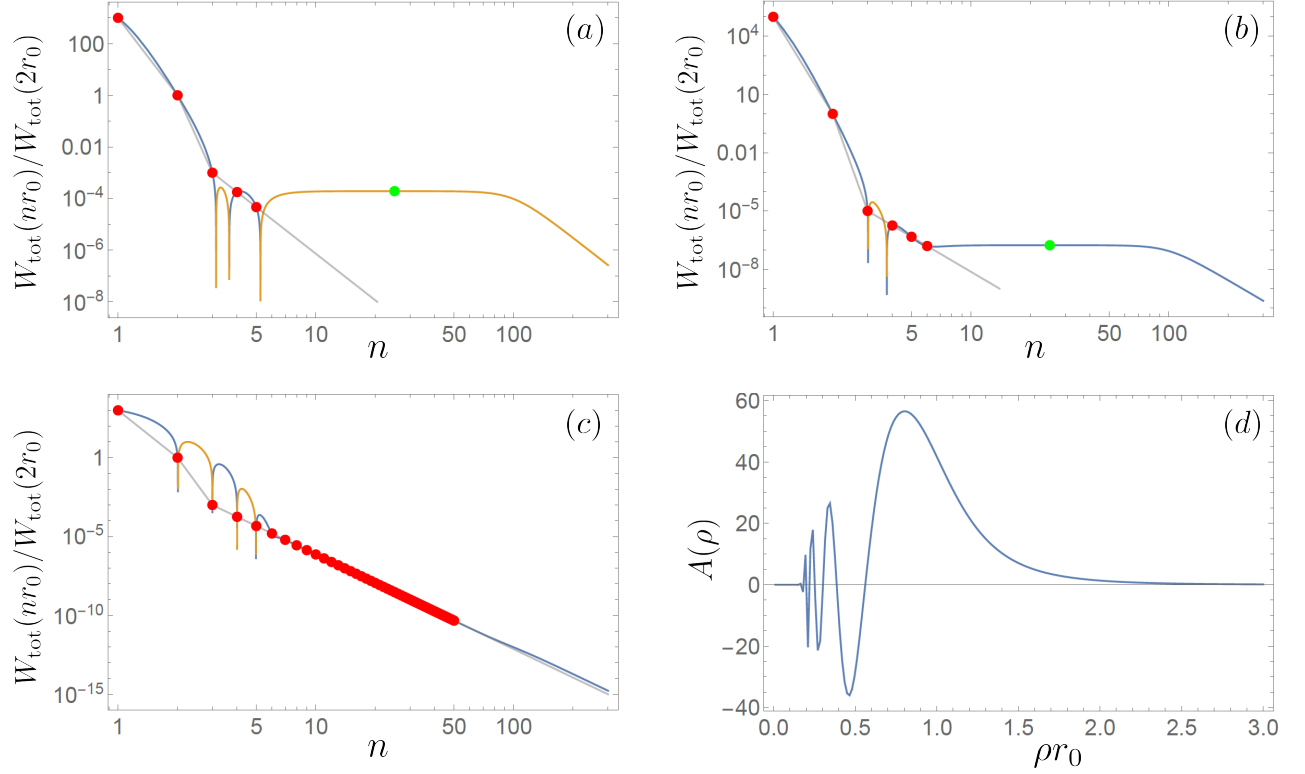 (a)
W_tot(nr_0)/W_tot(2r_0)
100
1
0.01
10^-4
10^-6
10^-8
1 5 10 50 100
n
(b)
W_tot(nr_0)/W_tot(2r_0)
10^4
10
0.01
10^-5
10^-8
1 5 10 50 100
n
(c)
W_tot(nr_0)/W_tot(2r_0)
1
10^-5
10^-10
10^-15
1 5 10 50 100
n
(d)
A(ρ)
60
40
20
0
−20
−40
0.0 0.5 1.0 1.5 2.0 2.5 3.0
ρr_0